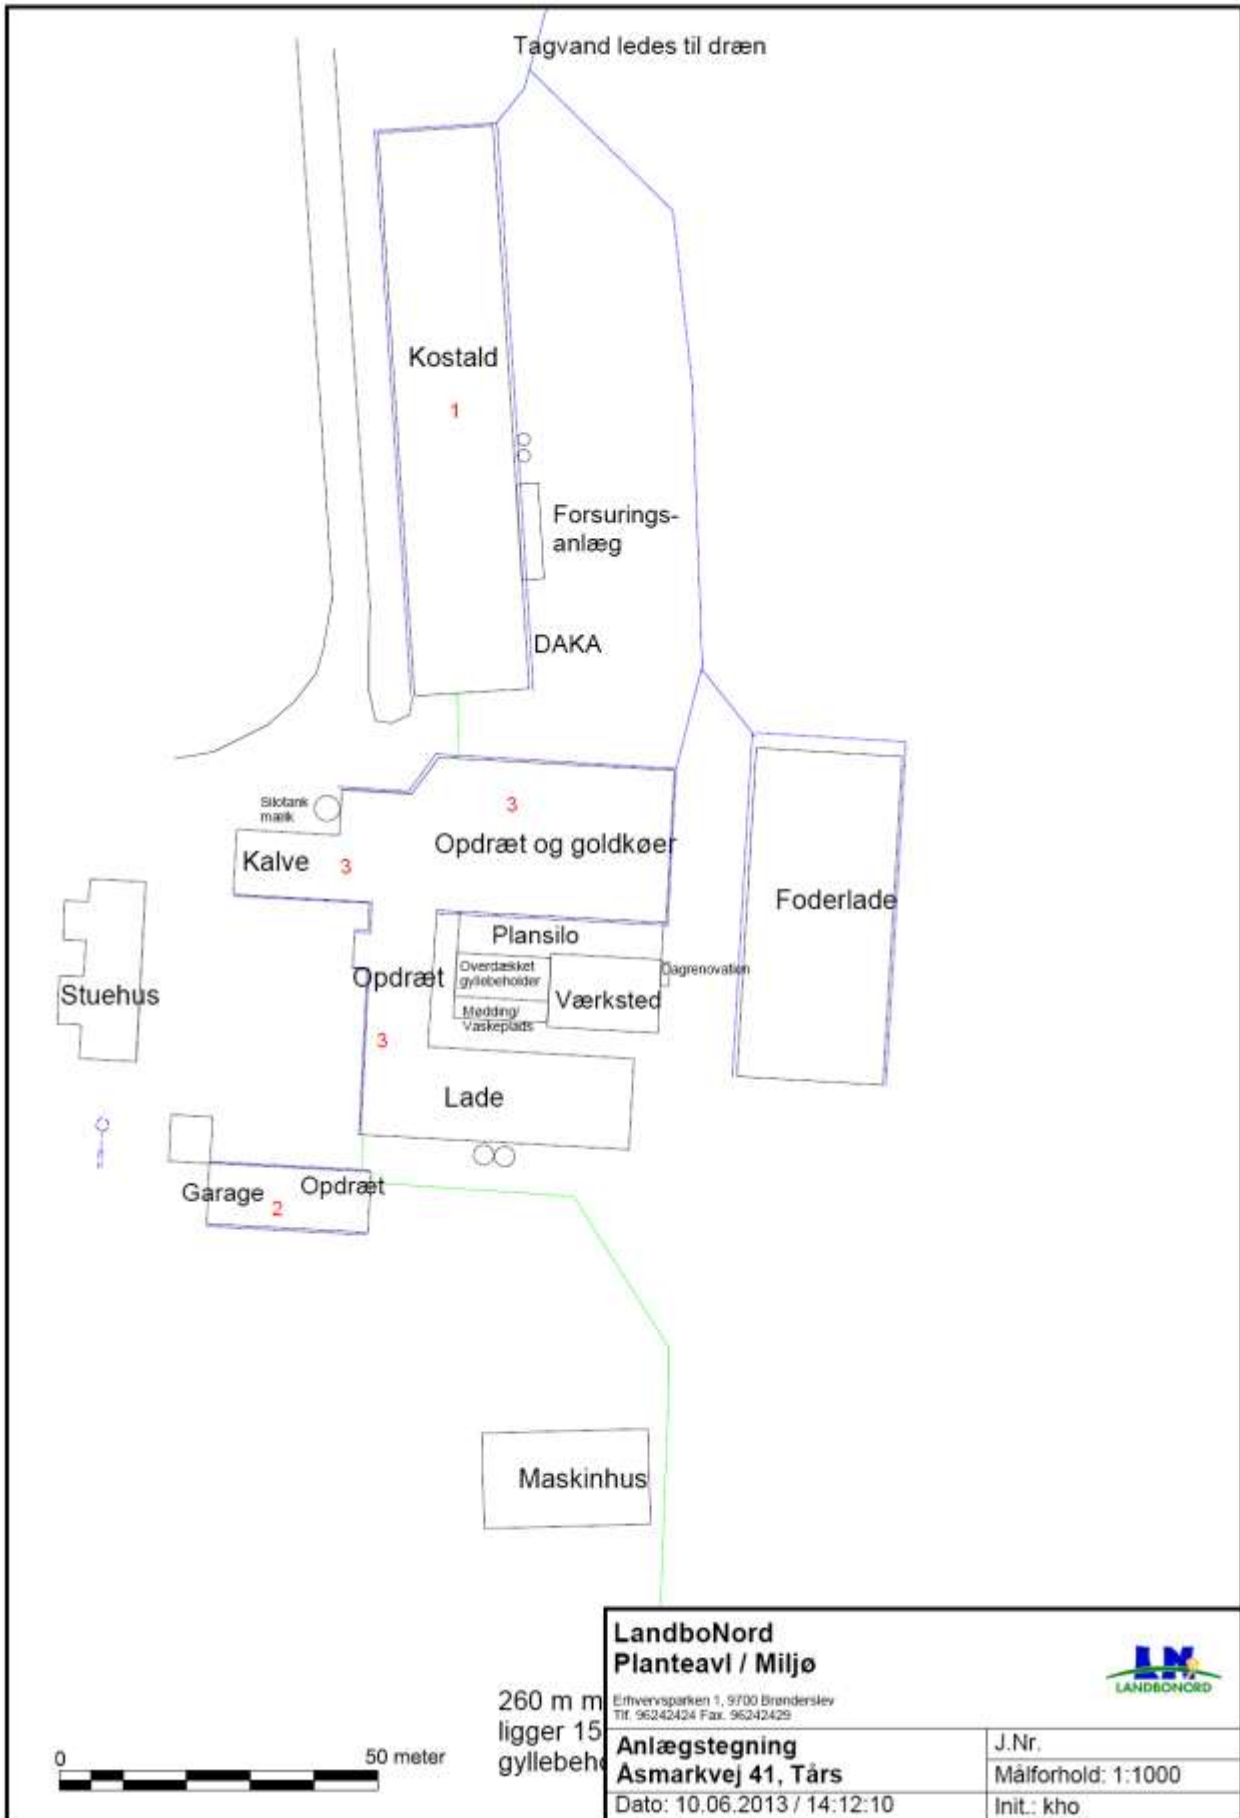 Tagvand ledes til dræn
Kostald
1
Forsurings-
anlæg
DAKA
Silotank
mælk
3
Opdræt og goldkøer
Kalve
3
Foderlade
Plansilo
Overdækket
gyllebeholder
Dagrenovation
Opdræt
Værksted
Stuehus
Mødding/
Vaskeplads
3
Lade
Garage
Opdræt
2
Maskinhus
260 m m
ligger 15
gyllebeho
0
50 meter
LandboNord
Planteavl / Miljø
Erhvervsparken 1, 9700 Brønderslev
Tlf. 96242424 Fax. 96242429
LN
LANDBONORD
Anlægstegning
Åsmarkvej 41, Tårs
J.Nr.
Målforhold: 1:1000
Dato: 10.06.2013 / 14:12:10
Init.: kho